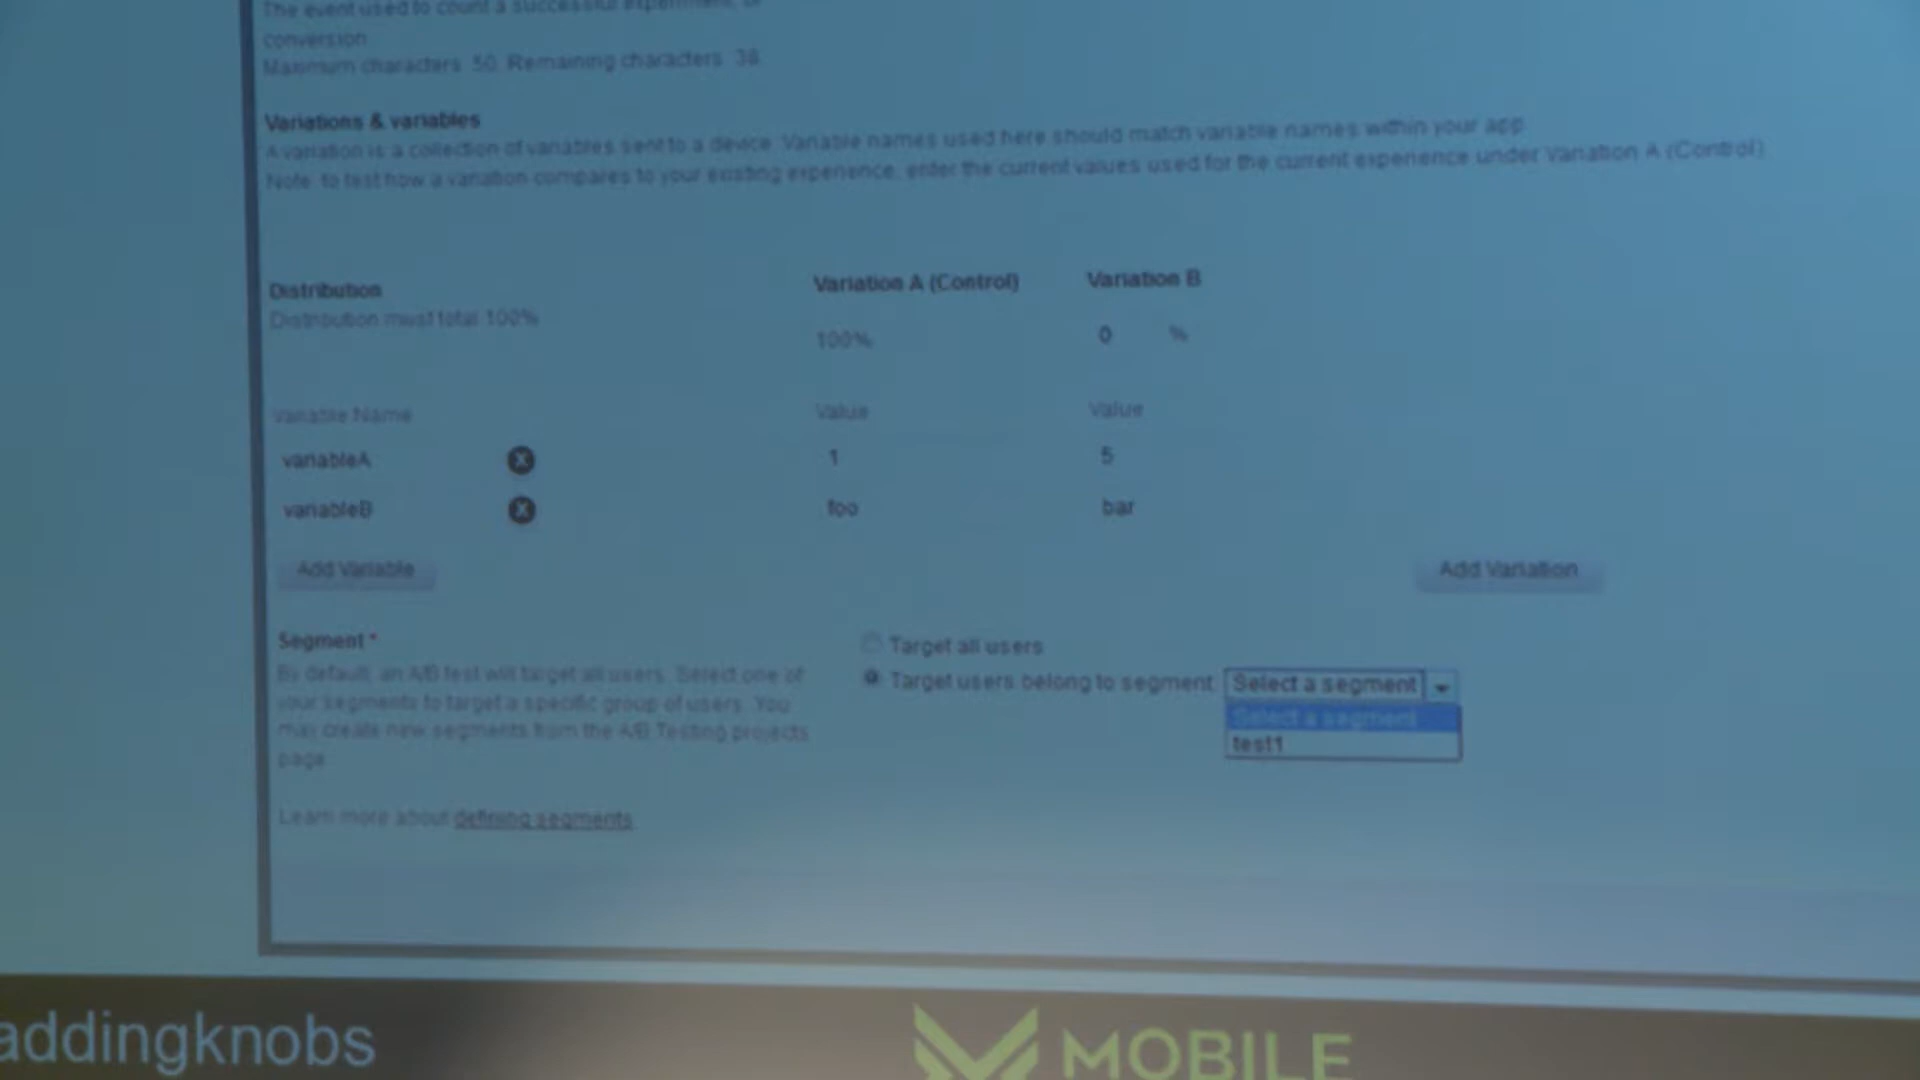 The event used to count a successful experiment, or
conversion
Maximum characters 50. Remaining characters 38
Variations & variables
A variation is a collection of variables sent to a device. Variable names used here should match variable names within your app
Note: to test how a variation compares to your existing experience, enter the current values used for the current experience under Variation A (Control)
Distribution
Variation A (Control)
Variation B
Distribution must total 100%
100%
0 %
Variable Name
Value
Value
variableA X 1 5
variableB X foo bar
Add Variable
Add Variation
Segment *
By default, an A/B test will target all users. Select one of
your segments to target a specific group of users. You
may create new segments from the A/B Testing projects
page
Target all users
Target users belong to segment Select a segment
Select a segment
test1
Learn more about defining segments
addingknobs
MOBILE